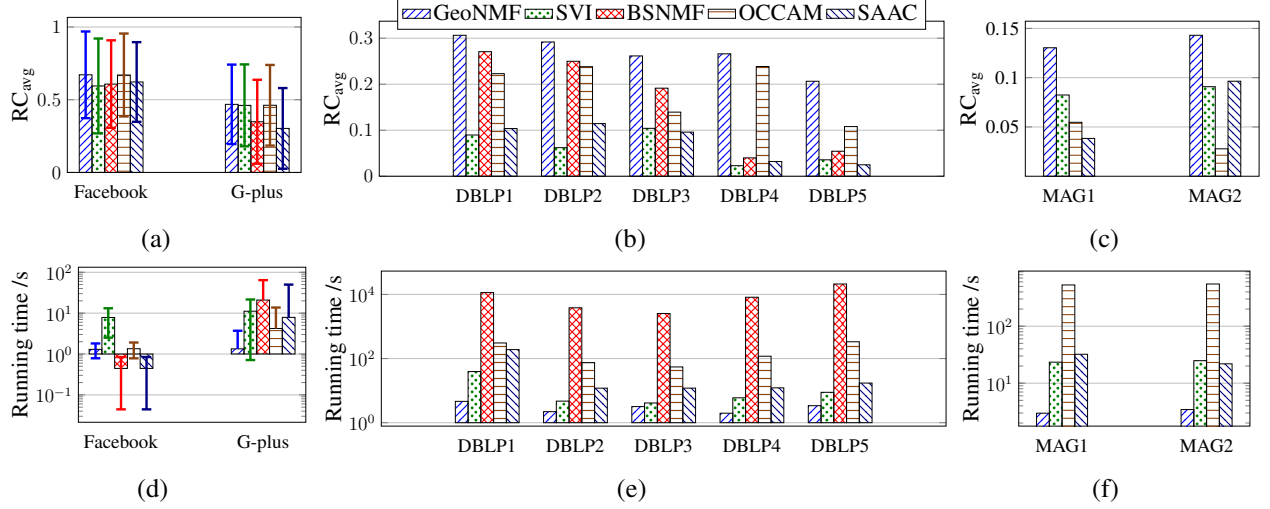 GeoNMF SVI BSNMF OCCAM SAAC
RC_avg
1
0.5
0
Facebook G-plus
(a)
RC_avg
0.3
0.2
0.1
0
DBLP1 DBLP2 DBLP3 DBLP4 DBLP5
(b)
RC_avg
0.15
0.1
0.05
MAG1 MAG2
(c)
Running time /s
10^2
10^1
10^0
10^−1
Facebook G-plus
(d)
Running time /s
10^4
10^2
10^0
DBLP1 DBLP2 DBLP3 DBLP4 DBLP5
(e)
Running time /s
10^2
10^1
MAG1 MAG2
(f)